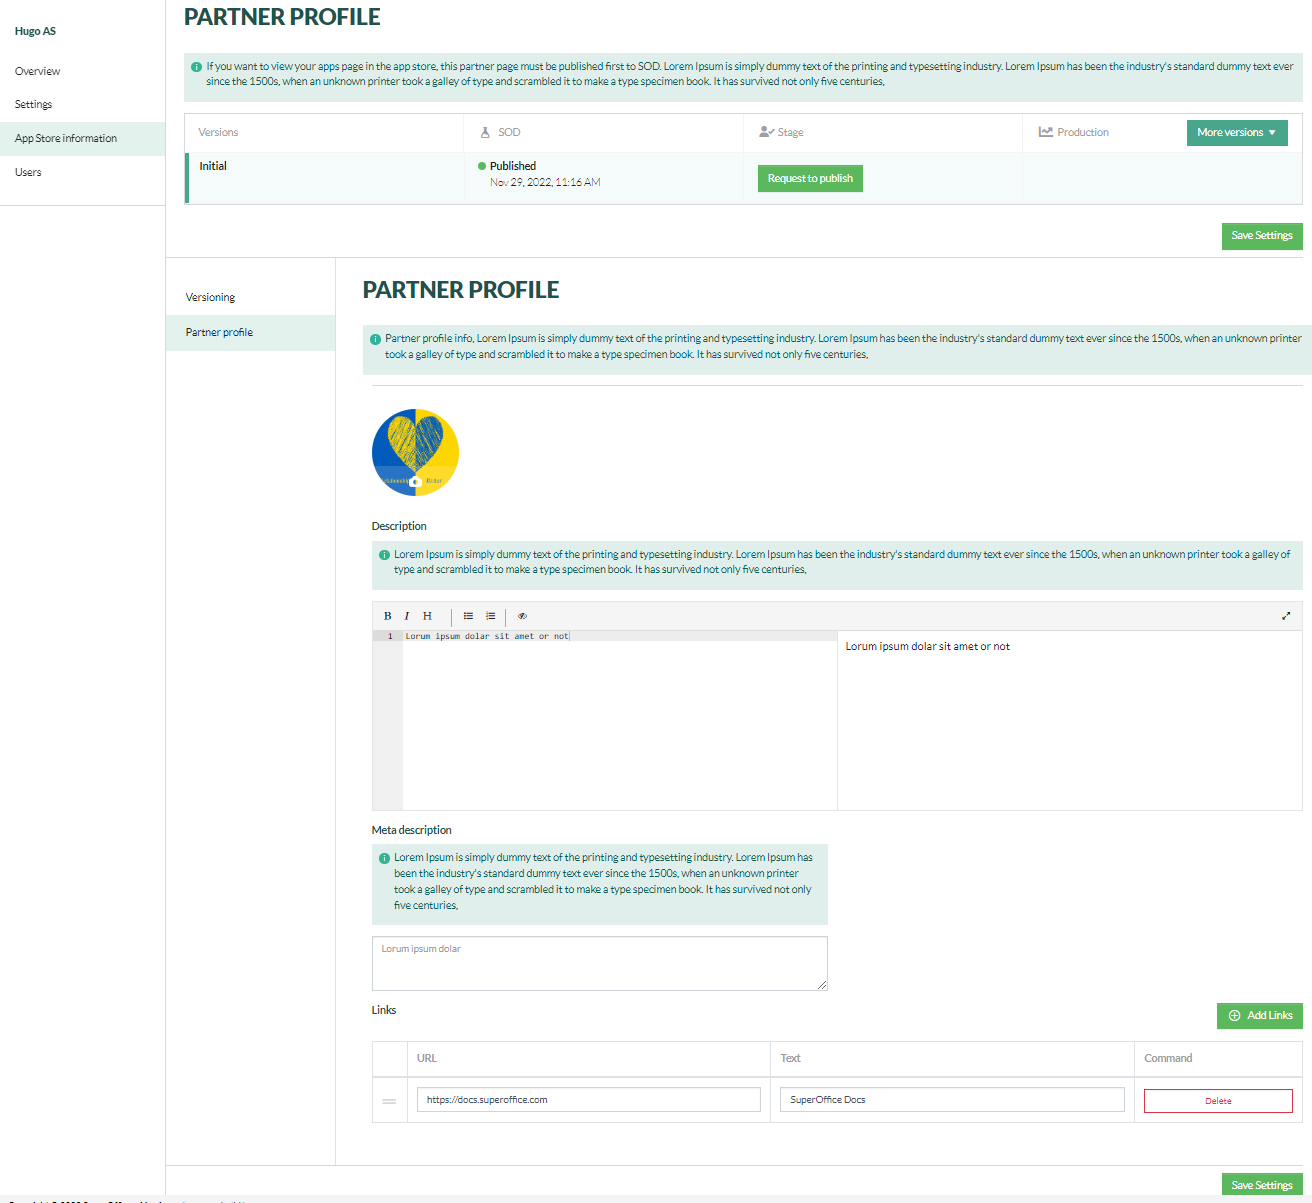 Hugo AS
Overview
Settings
App Store information
Users
PARTNER PROFILE
If you want to view your apps page in the app store, this partner page must be published first to SOD. Lorem Ipsum is simply dummy text of the printing and typesetting industry. Lorem Ipsum has been the industry's standard dummy text ever
since the 1500s, when an unknown printer took a galley of type and scrambled it to make a type specimen book. It has survived not only five centuries,
Versions SOD Stage Production More versions
Initial Published Request to publish
Nov 29, 2022, 11:16 AM
Save Settings
Versioning
Partner profile
PARTNER PROFILE
Partner profile info, Lorem Ipsum is simply dummy text of the printing and typesetting industry. Lorem Ipsum has been the industry's standard dummy text ever since the 1500s, when an unknown printer
took a galley of type and scrambled it to make a type specimen book. It has survived not only five centuries,
Description
Lorem Ipsum is simply dummy text of the printing and typesetting industry. Lorem Ipsum has been the industry's standard dummy text ever since the 1500s, when an unknown printer took a galley of
type and scrambled it to make a type specimen book. It has survived not only five centuries,
B I H
1 Lorum ipsum dolar sit amet or not
Lorum ipsum dolar sit amet or not
Meta description
Lorem Ipsum is simply dummy text of the printing and typesetting industry. Lorem Ipsum has
been the industry's standard dummy text ever since the 1500s, when an unknown printer
took a galley of type and scrambled it to make a type specimen book. It has survived not only
five centuries,
Lorum ipsum dolar
Links
Add Links
URL Text Command
https://docs.superoffice.com SuperOffice Docs Delete
Save Settings